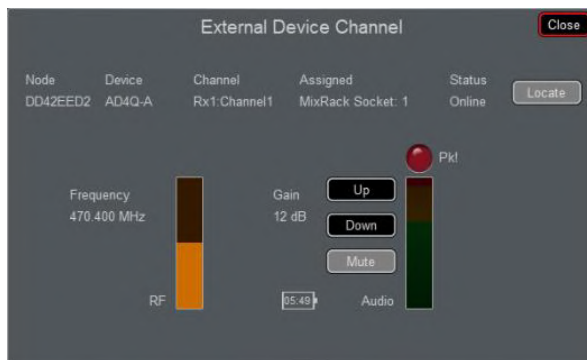 External Device Channel
Close
Node Device Channel Assigned Status
DD42EED2 AD4Q-A Rx1:Channel1 MixRack Socket: 1 Online
Locate
Pk!
Frequency
470.400 MHz
Gain
12 dB
Up
Down
Mute
RF
05:49
Audio